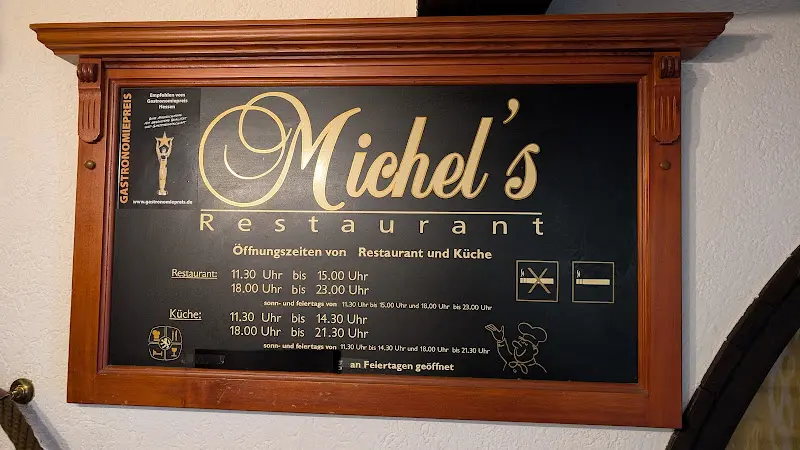 GASTRONOMIEPREIS
Empfohlen vom
Gastronomiepreis
Hessen
www.gastronomiepreis.de
Michel's
Restaurant
Öffnungszeiten von Restaurant und Küche
Restaurant: 11.30 Uhr bis 15.00 Uhr
18.00 Uhr bis 23.00 Uhr
sonn- und feiertags von 11.30 Uhr bis 15.00 Uhr und 18.00 Uhr bis 23.00 Uhr
Küche: 11.30 Uhr bis 14.30 Uhr
18.00 Uhr bis 21.30 Uhr
sonn- und feiertags von 11.30 Uhr bis 14.30 Uhr und 18.00 Uhr bis 21.30 Uhr
an Feiertagen geöffnet